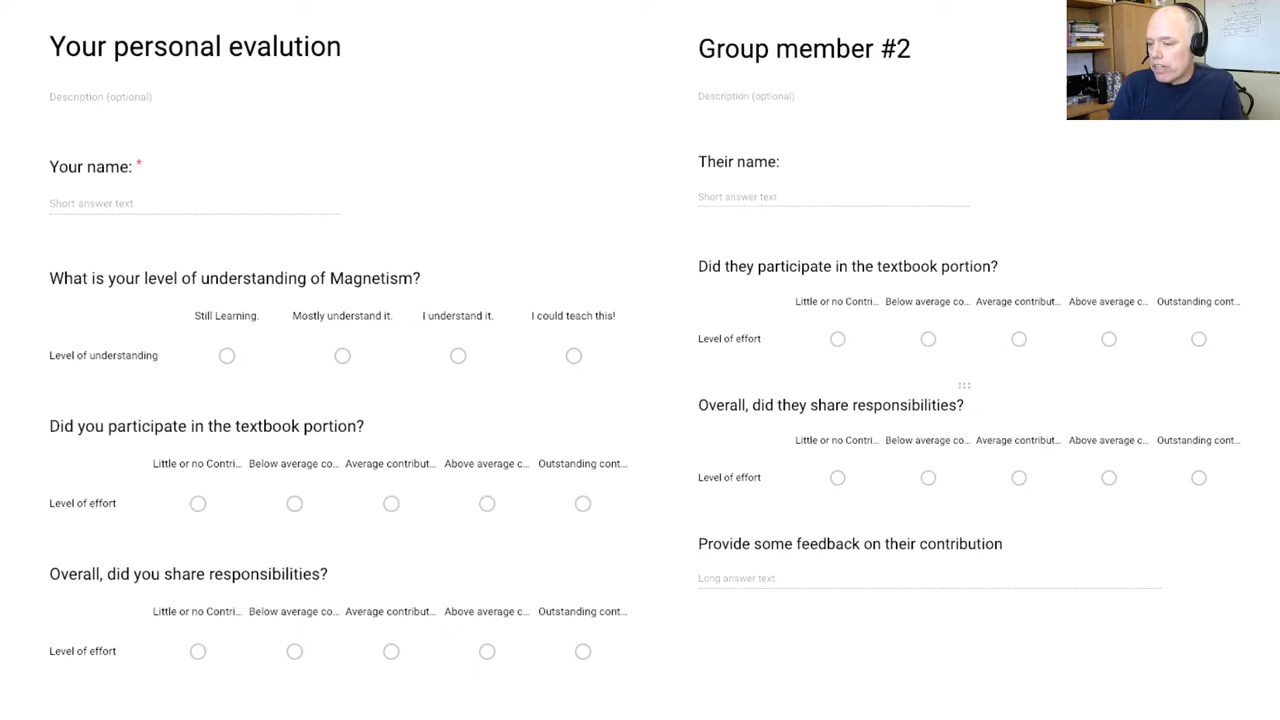 Your personal evalution
Description (optional)
Your name: *
Short answer text
What is your level of understanding of Magnetism?
Still Learning. Mostly understand it. I understand it. I could teach this!
Level of understanding
Did you participate in the textbook portion?
Little or no Contri... Below average co... Average contribut... Above average c... Outstanding cont...
Level of effort
Overall, did you share responsibilities?
Little or no Contri... Below average co... Average contribut... Above average c... Outstanding cont...
Level of effort
Group member #2
Description (optional)
Their name:
Short answer text
Did they participate in the textbook portion?
Little or no Contri... Below average co... Average contribut... Above average c... Outstanding cont...
Level of effort
Overall, did they share responsibilities?
Little or no Contri... Below average co... Average contribut... Above average c... Outstanding cont...
Level of effort
Provide some feedback on their contribution
Long answer text